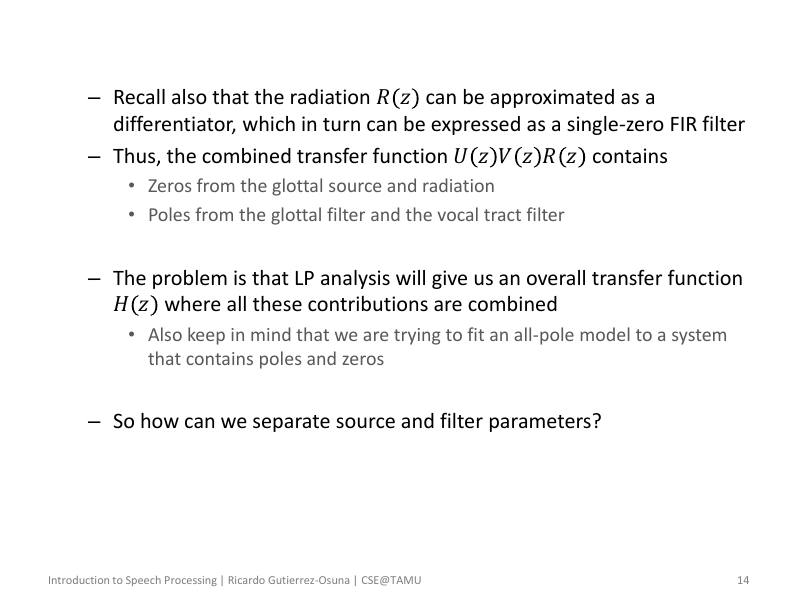 – Recall also that the radiation R(z) can be approximated as a
differentiator, which in turn can be expressed as a single-zero FIR filter
– Thus, the combined transfer function U(z)V(z)R(z) contains
• Zeros from the glottal source and radiation
• Poles from the glottal filter and the vocal tract filter
– The problem is that LP analysis will give us an overall transfer function
H(z) where all these contributions are combined
• Also keep in mind that we are trying to fit an all-pole model to a system
that contains poles and zeros
– So how can we separate source and filter parameters?
Introduction to Speech Processing | Ricardo Gutierrez-Osuna | CSE@TAMU 14